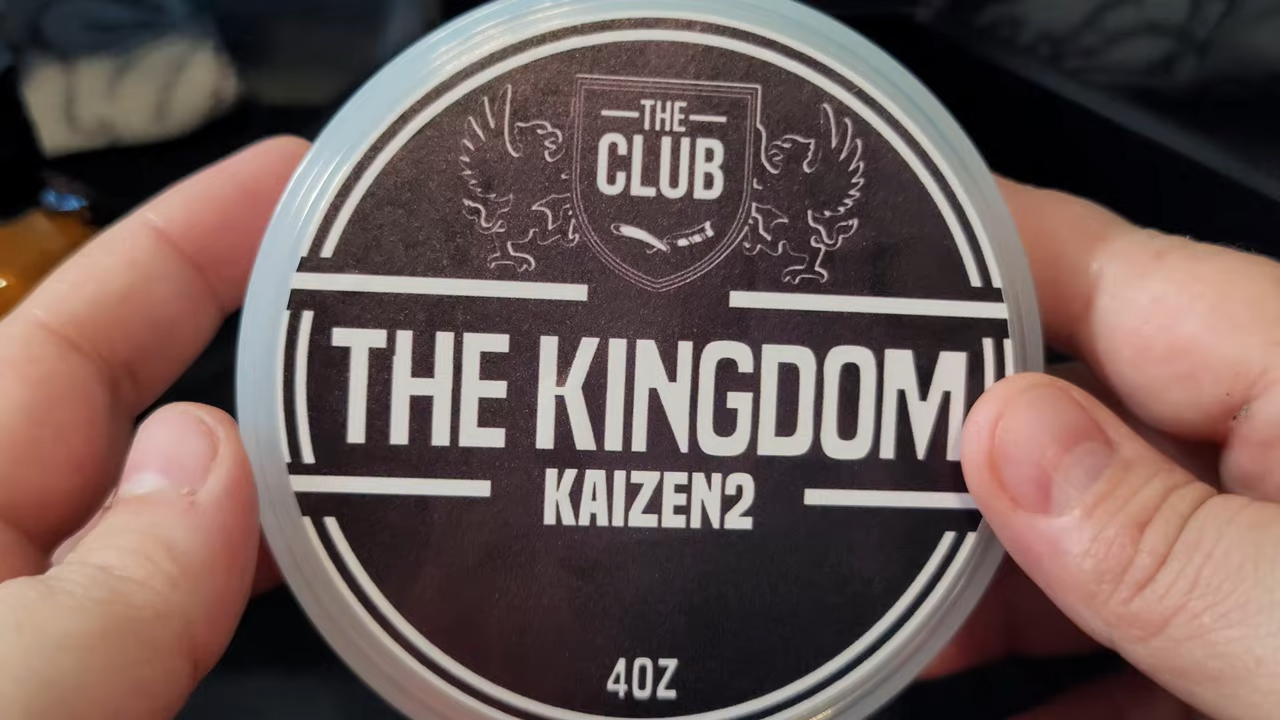 THE
CLUB
THE KINGDOM
KAIZEN2
4OZ